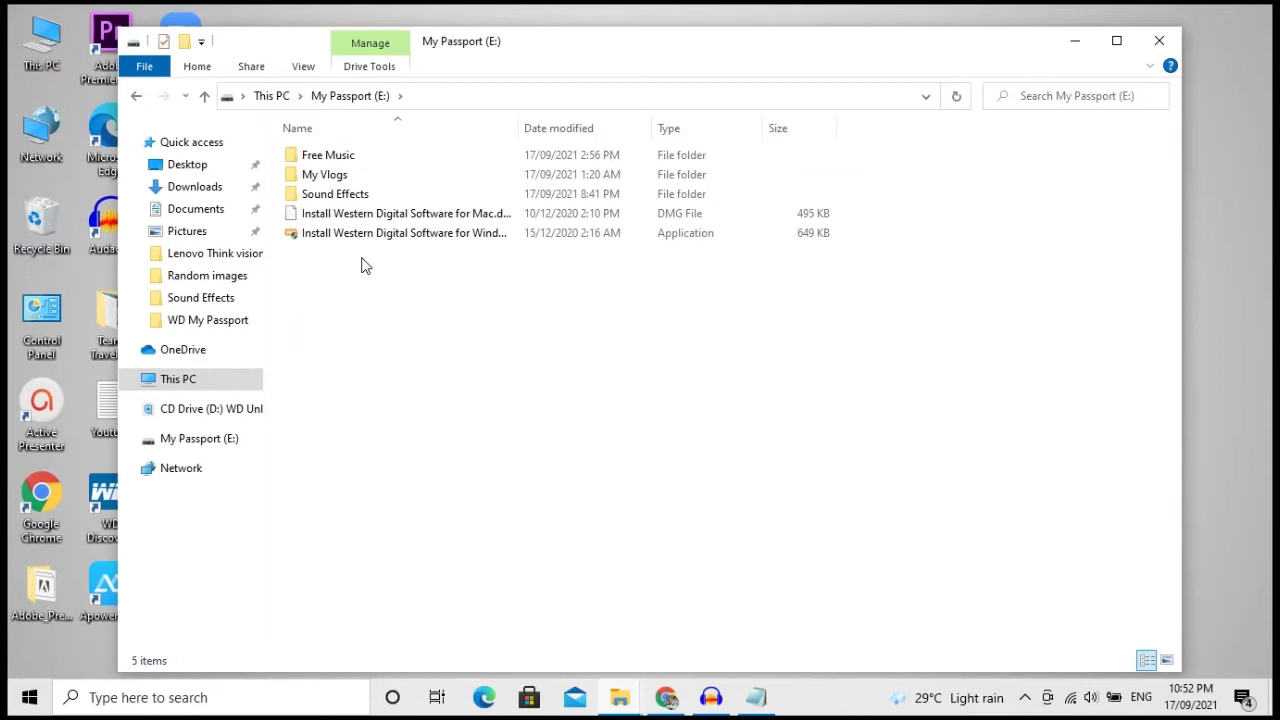 This PC
Network
Recycle Bin
Control
Panel
Active
Presenter
Google
Chrome
Adobe_Pre...
Manage
My Passport (E:)
File
Home
Share
View
Drive Tools
This PC
My Passport (E:)
Search My Passport (E:)
Name
Date modified
Type
Size
Free Music 17/09/2021 2:56 PM File folder
My Vlogs 17/09/2021 1:20 AM File folder
Sound Effects 17/09/2021 8:41 PM File folder
Install Western Digital Software for Mac.d... 10/12/2020 2:10 PM DMG File 495 KB
Install Western Digital Software for Wind... 15/12/2020 2:16 AM Application 649 KB
Quick access
Desktop
Downloads
Documents
Pictures
Lenovo Think vision
Random images
Sound Effects
WD My Passport
OneDrive
This PC
CD Drive (D:) WD Unl
My Passport (E:)
Network
5 items
Type here to search
29°C Light rain
ENG
10:52 PM
17/09/2021
4